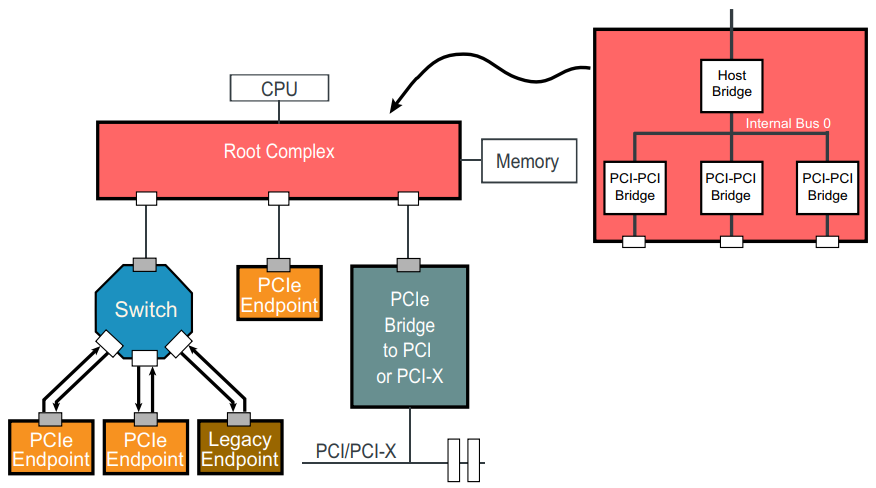 CPU
Root Complex
Memory
Host
Bridge
Internal Bus 0
PCI-PCI
Bridge
PCI-PCI
Bridge
PCI-PCI
Bridge
Switch
PCIe
Endpoint
PCIe
Bridge
to PCI
or PCI-X
PCIe
Endpoint
PCIe
Endpoint
Legacy
Endpoint
PCI/PCI-X